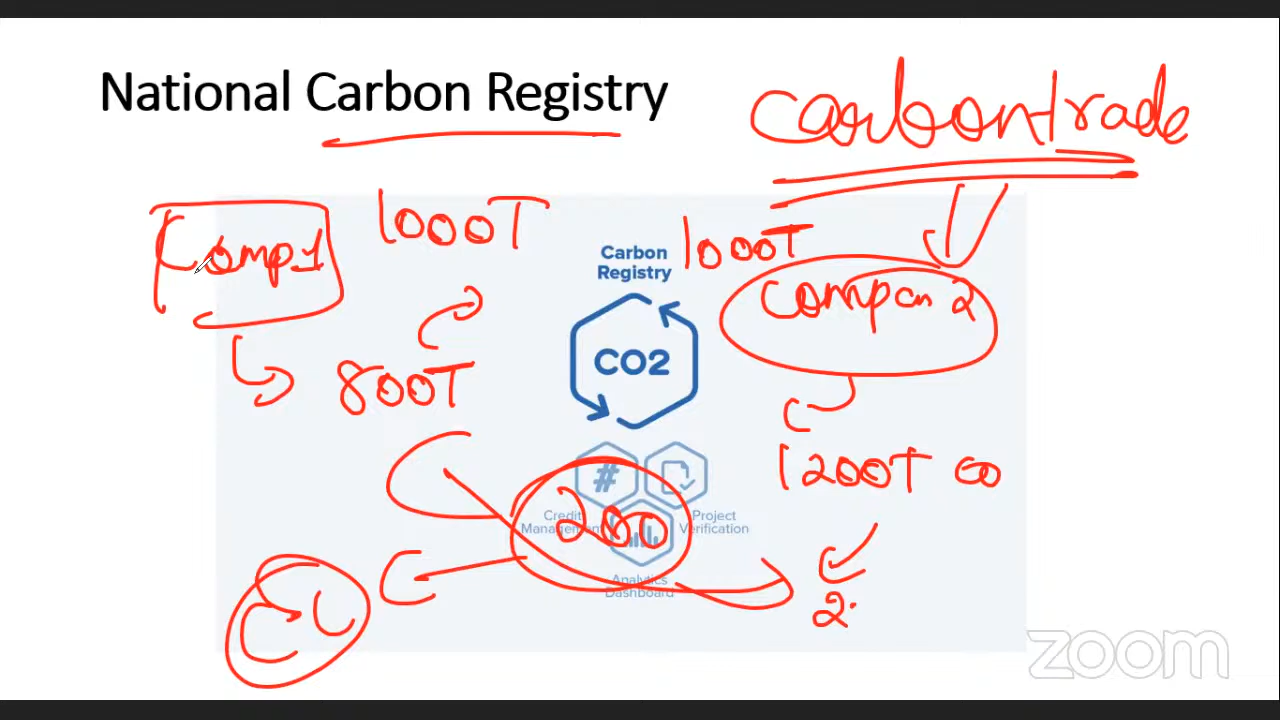 National Carbon Registry
carbontrade
Comp1
1000T
1000T
Carbon
Registry
compan 2
CO2
800T
1200T CO
#
200
Credit
Management
Project
Verification
Analytics
Dashboard
2.
CC
zoom